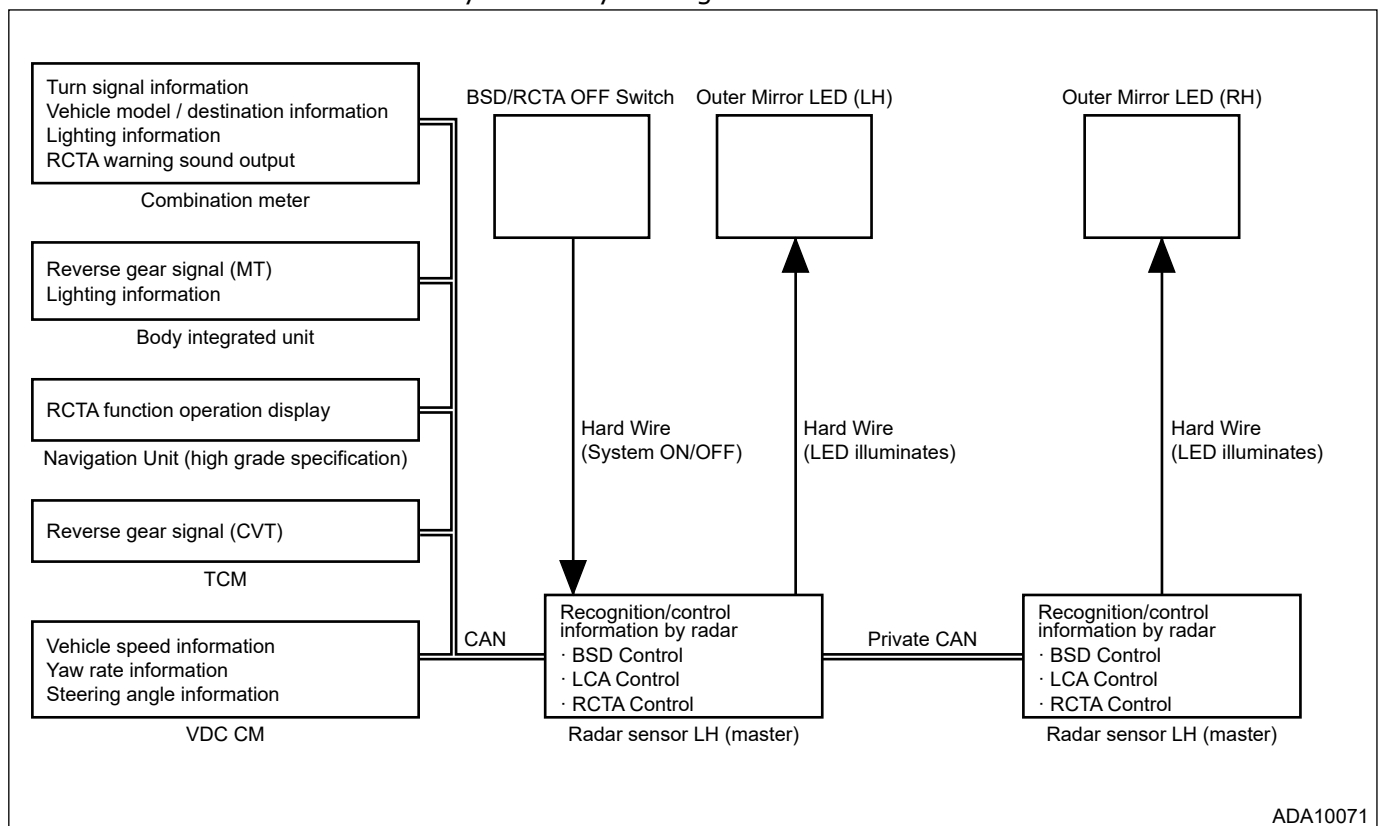 Turn signal information
Vehicle model / destination information
Lighting information
RCTA warning sound output
Combination meter
Reverse gear signal (MT)
Lighting information
Body integrated unit
RCTA function operation display
Navigation Unit (high grade specification)
Reverse gear signal (CVT)
TCM
Vehicle speed information
Yaw rate information
Steering angle information
VDC CM
BSD/RCTA OFF Switch
Outer Mirror LED (LH)
Outer Mirror LED (RH)
Hard Wire
(System ON/OFF)
Hard Wire
(LED illuminates)
Hard Wire
(LED illuminates)
CAN
Recognition/control
information by radar
· BSD Control
· LCA Control
· RCTA Control
Radar sensor LH (master)
Private CAN
Recognition/control
information by radar
· BSD Control
· LCA Control
· RCTA Control
Radar sensor LH (master)
ADA10071